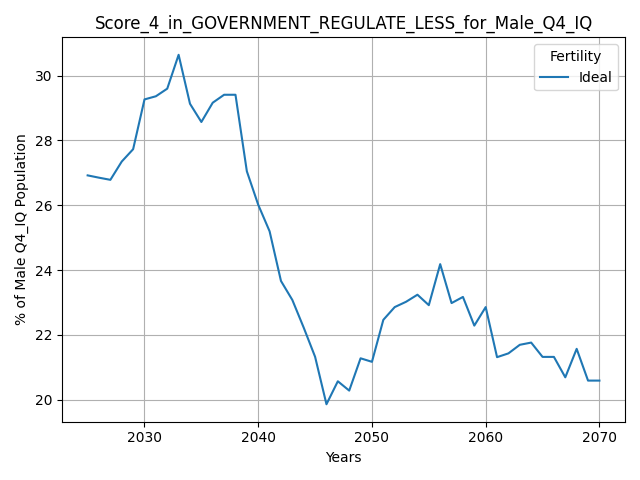 Score_4_in_GOVERNMENT_REGULATE_LESS_for_Male_Q4_IQ
Fertility
Ideal
% of Male Q4_IQ Population
30
28
26
24
22
20
2030 2040 2050 2060 2070
Years